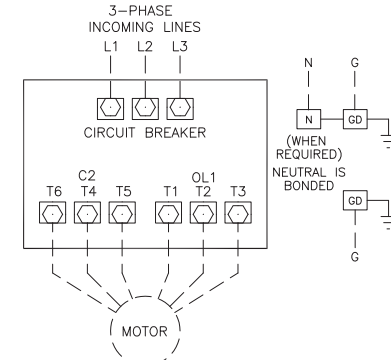 3-PHASE
INCOMING LINES
L1 L2 L3
N G
CIRCUIT BREAKER
N GD
(WHEN
REQUIRED)
NEUTRAL IS
BONDED
C2 OL1
T6 T4 T5 T1 T2 T3
GD
G
MOTOR